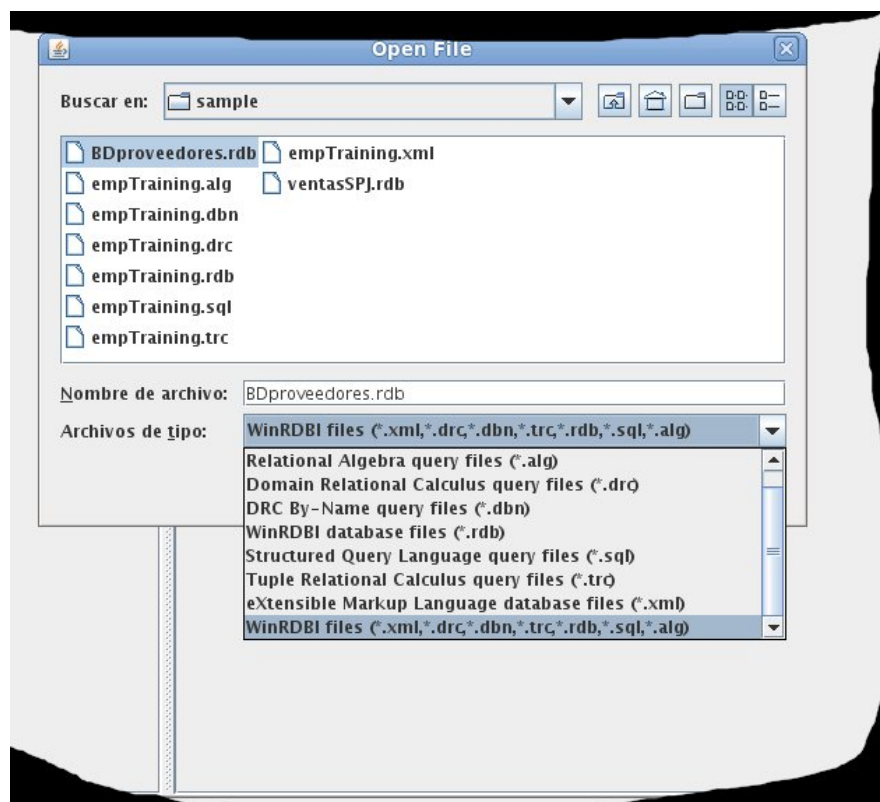 Open File
Buscar en: sample
BDproveedores.rdb empTraining.xml
empTraining.alg ventasSPJ.rdb
empTraining.dbn
empTraining.drc
empTraining.rdb
empTraining.sql
empTraining.trc
Nombre de archivo: BDproveedores.rdb
Archivos de tipo: WinRDBI files (*.xml,*.drc,*.dbn,*.trc,*.rdb,*.sql,*.alg)
Relational Algebra query files (*.alg)
Domain Relational Calculus query files (*.drc)
DRC By-Name query files (*.dbn)
WinRDBI database files (*.rdb)
Structured Query Language query files (*.sql)
Tuple Relational Calculus query files (*.trc)
eXtensible Markup Language database files (*.xml)
WinRDBI files (*.xml,*.drc,*.dbn,*.trc,*.rdb,*.sql,*.alg)